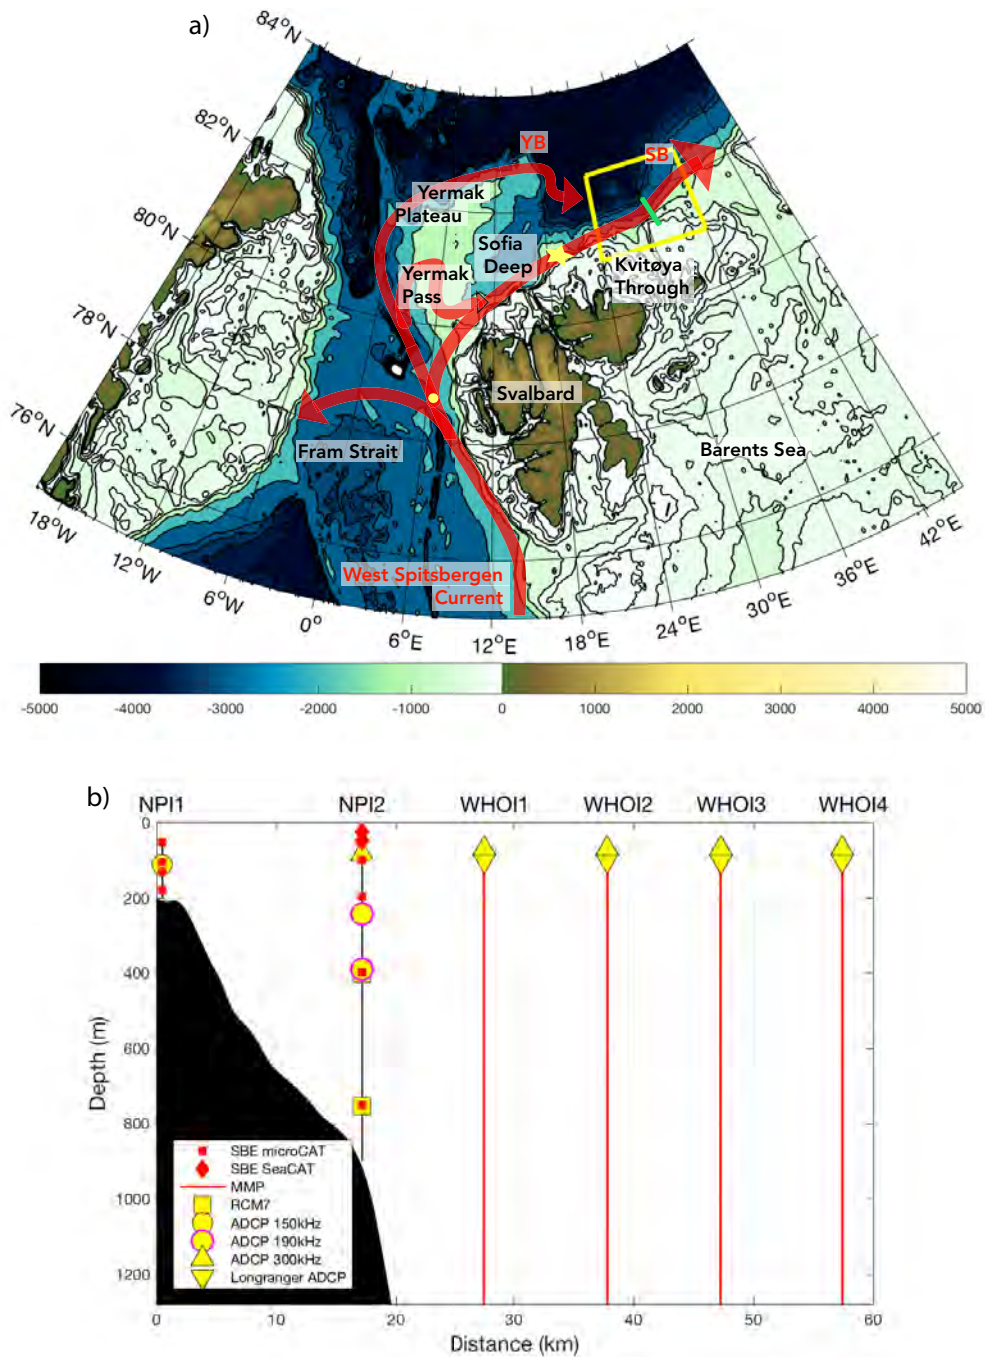 a)
84°N
82°N
80°N
78°N
76°N
YB
SB
Yermak
Plateau
Sofia
Deep
Yermak
Pass
Kvitøya
Through
Svalbard
Fram Strait
Barents Sea
West Spitsbergen
Current
18°W
12°W
6°W
0°
6°E
12°E
18°E
24°E
30°E
36°E
42°E
-5000 -4000 -3000 -2000 -1000 0 1000 2000 3000 4000 5000
b)
NPI1 NPI2 WHOI1 WHOI2 WHOI3 WHOI4
0
200
400
600
800
1000
1200
Depth (m)
SBE microCAT
SBE SeaCAT
MMP
RCM7
ADCP 150kHz
ADCP 190kHz
ADCP 300kHz
Longranger ADCP
0 10 20 30 40 50 60
Distance (km)